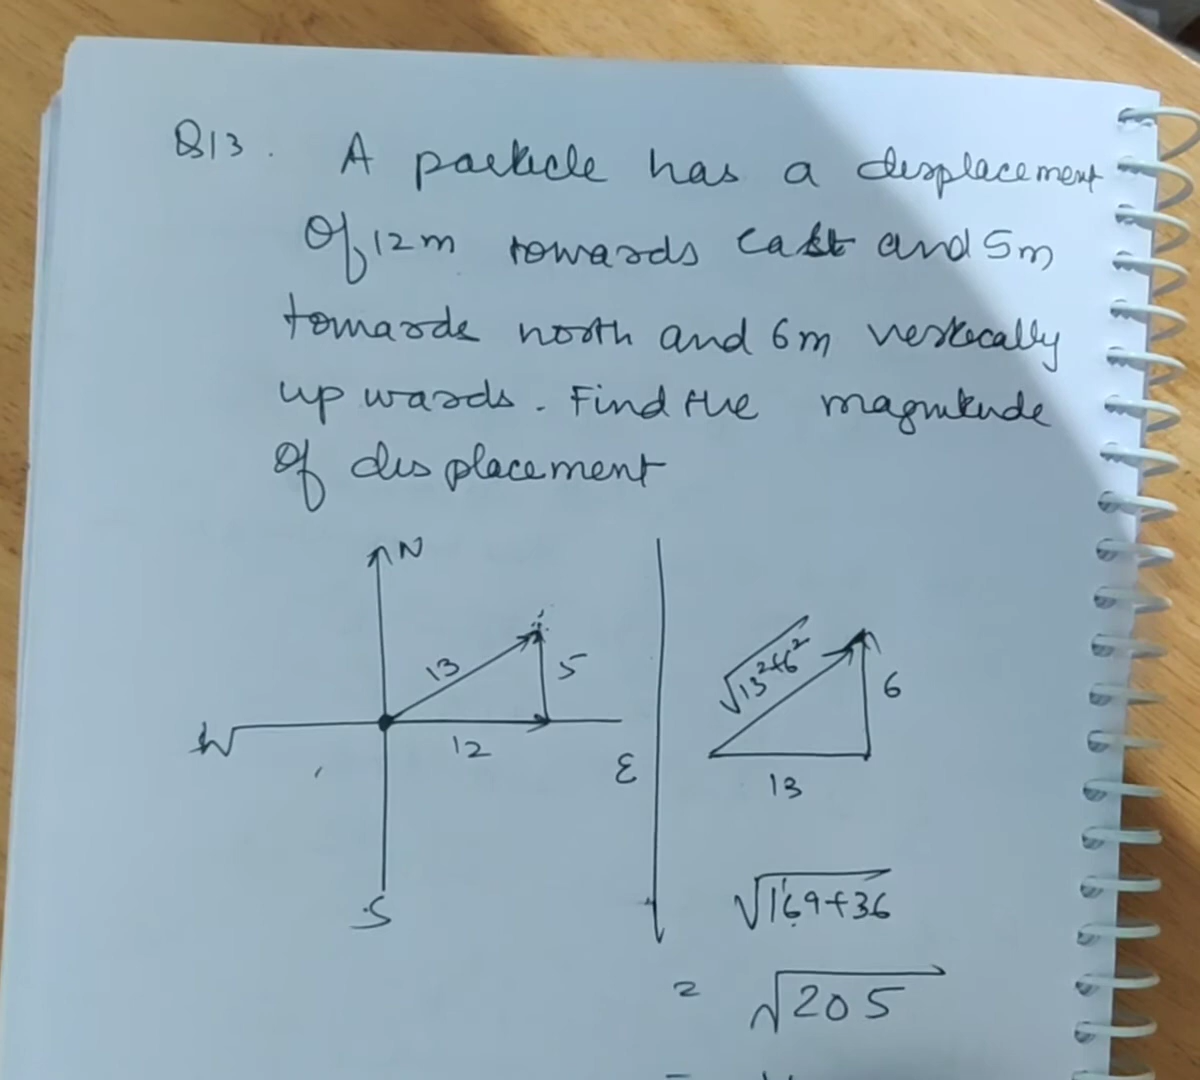 Q13. A particle has a displacement
of 12m towards east and 5m
towards north and 6m vertically
upwards. Find the magnitude
of displacement
N
13
5
12
W
E
S
√13²+6²
6
13
√169+36
= √205
=